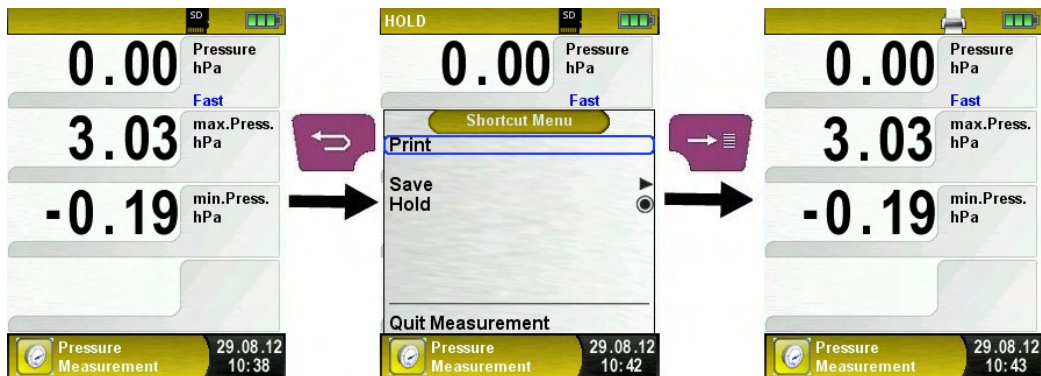 SD
0.00 Pressure
hPa
Fast
3.03 max.Press.
hPa
-0.19 min.Press.
hPa
Pressure
Measurement
29.08.12
10:38
HOLD
SD
0.00 Pressure
hPa
Fast
Shortcut Menu
Print
Save
Hold
Quit Measurement
Pressure
Measurement
29.08.12
10:42
0.00 Pressure
hPa
Fast
3.03 max.Press.
hPa
-0.19 min.Press.
hPa
Pressure
Measurement
29.08.12
10:43